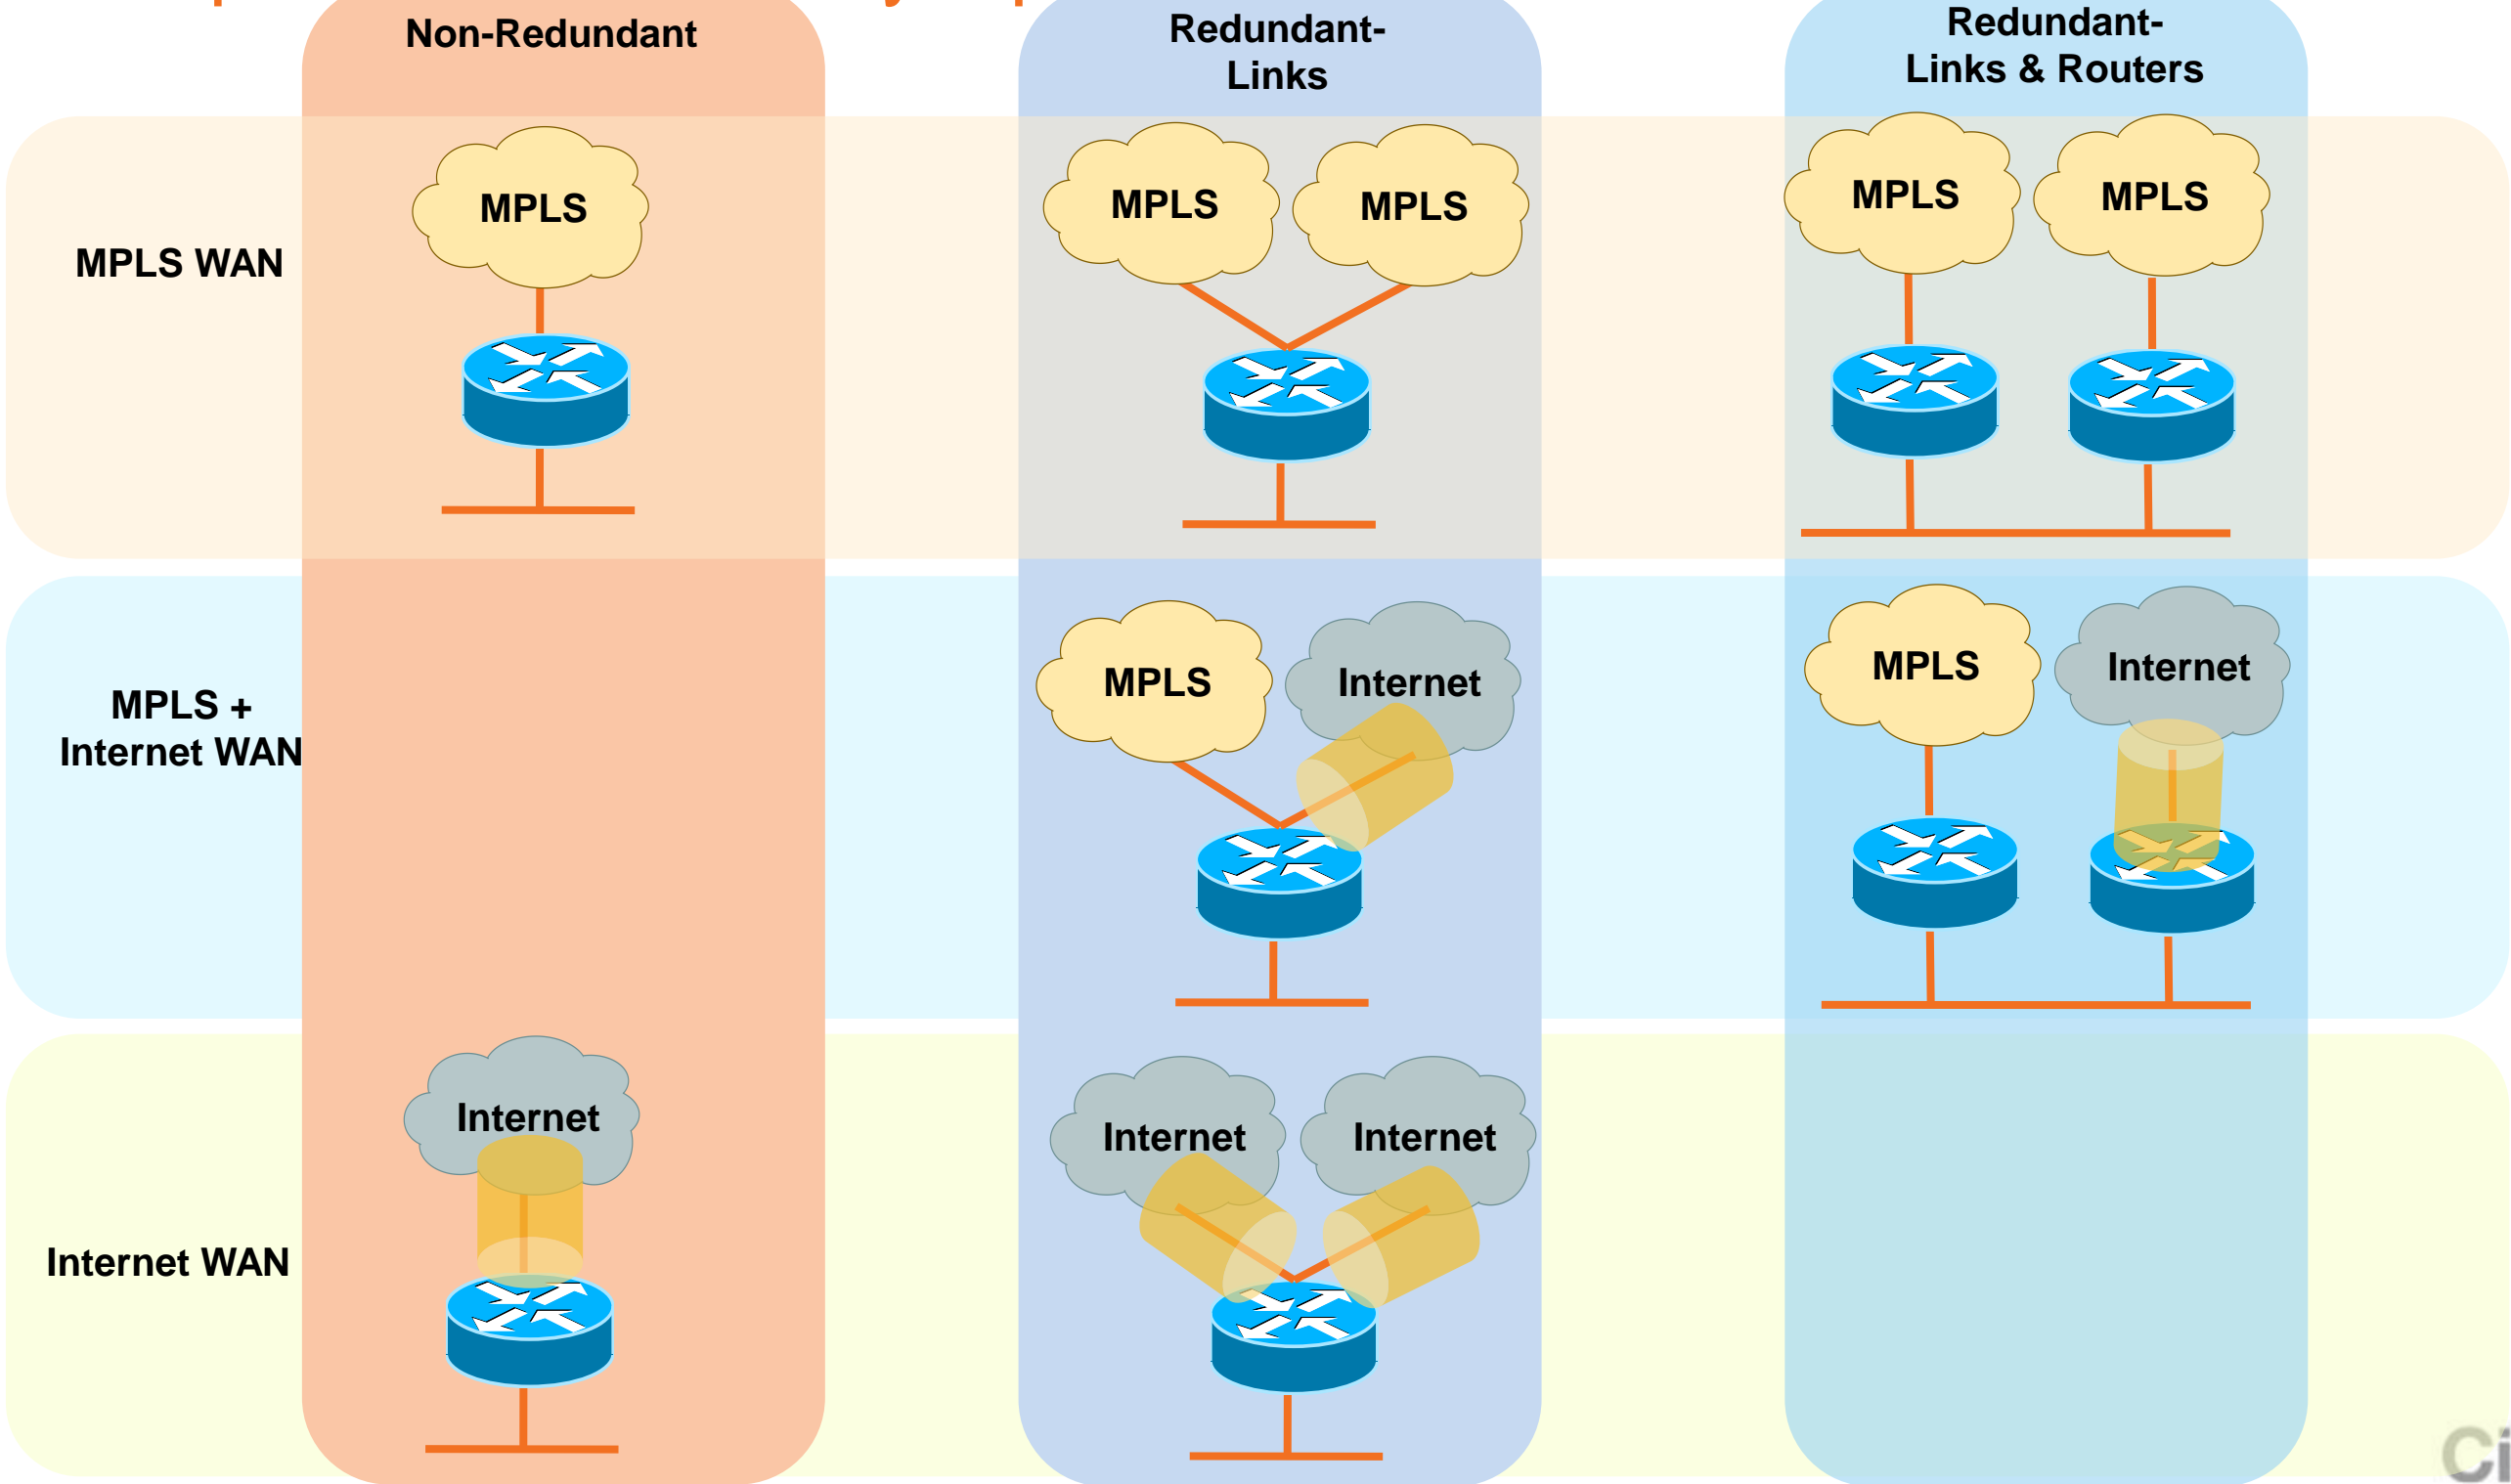 Non-Redundant
Redundant-
Links
Redundant-
Links & Routers
MPLS WAN
MPLS
MPLS
MPLS
MPLS
MPLS
MPLS +
Internet WAN
MPLS
Internet
MPLS
Internet
Internet WAN
Internet
Internet
Internet
Ci